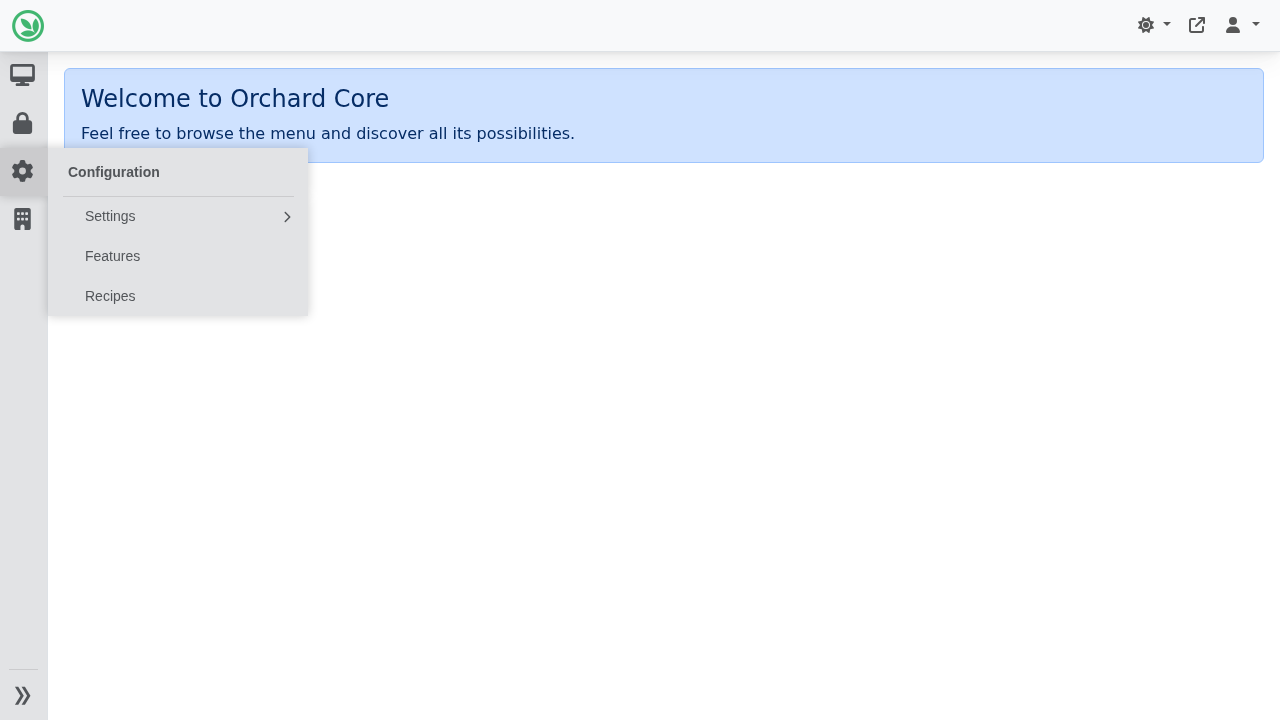 Welcome to Orchard Core
Feel free to browse the menu and discover all its possibilities.
Configuration
Settings
Features
Recipes